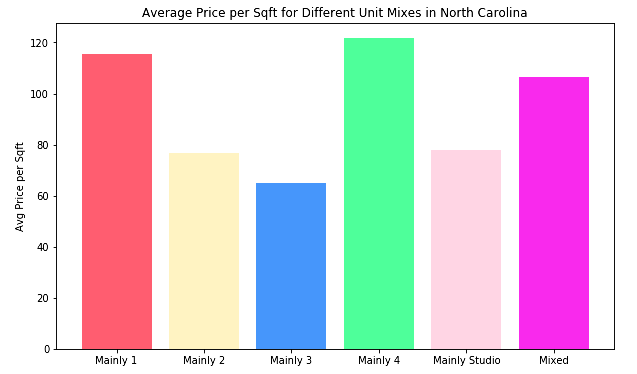 Average Price per Sqft for Different Unit Mixes in North Carolina
Avg Price per Sqft
120
100
80
60
40
20
0
Mainly 1 Mainly 2 Mainly 3 Mainly 4 Mainly Studio Mixed